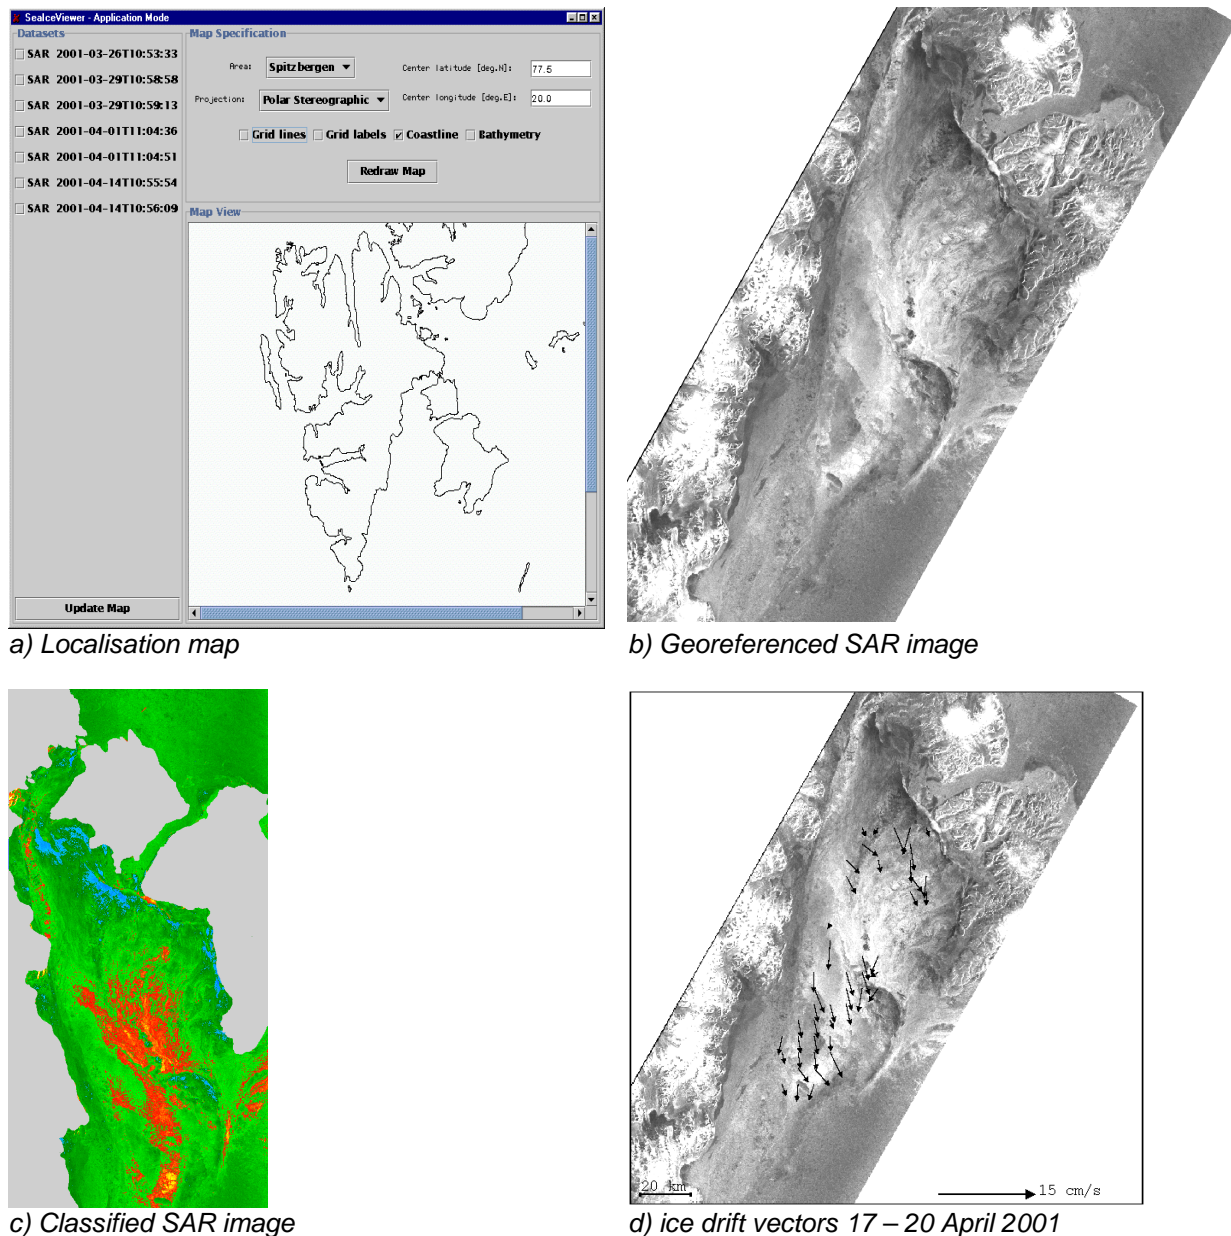 SeaIceViewer - Application Mode
Datasets
SAR 2001-03-26T10:53:33
SAR 2001-03-29T10:58:58
SAR 2001-03-29T10:59:13
SAR 2001-04-01T11:04:36
SAR 2001-04-01T11:04:51
SAR 2001-04-14T10:55:54
SAR 2001-04-14T10:56:09
Update Map
Map Specification
Area: Spitzbergen Center latitude [deg.N]: 77.5
Projection: Polar Stereographic Center longitude [deg.E]: 20.0
Grid lines Grid labels Coastline Bathymetry
Redraw Map
Map View
a) Localisation map
b) Georeferenced SAR image
c) Classified SAR image
20 km
15 cm/s
d) ice drift vectors 17 – 20 April 2001